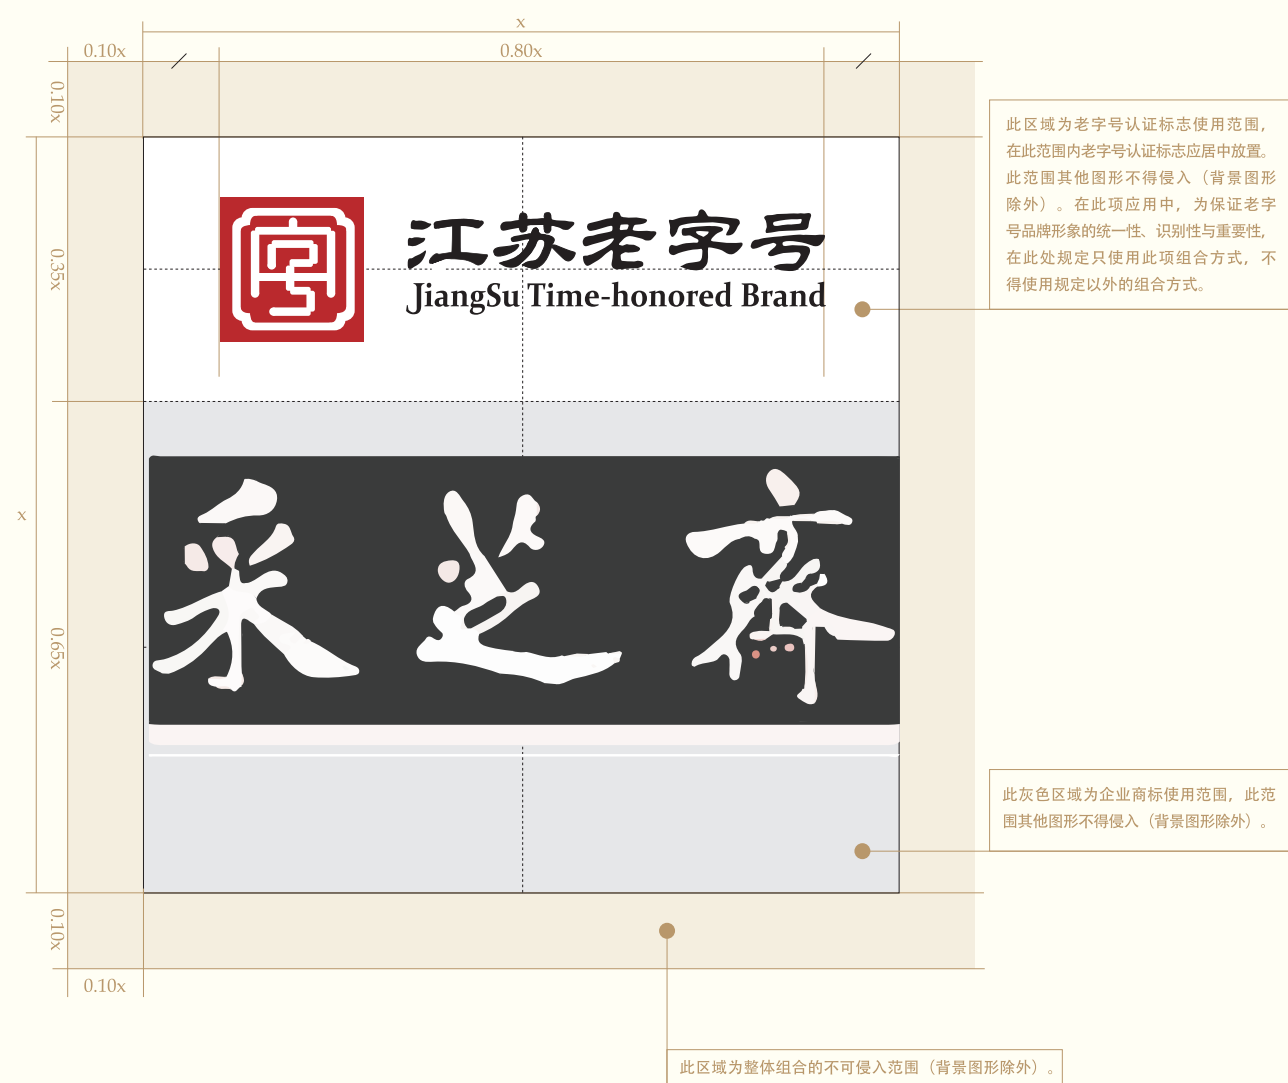 x
0.10x
0.80x
0.10x
江苏老字号
JiangSu Time-honored Brand
0.35x
此区域为老字号认证标志使用范围，
在此范围内老字号认证标志应居中放置。
此范围其他图形不得侵入（背景图形
除外）。在此项应用中，为保证老字
号品牌形象的统一性、识别性与重要性，
在此处规定只使用此项组合方式，不
得使用规定以外的组合方式。
x
采芝斋
0.65x
此灰色区域为企业商标使用范围，此范
围其他图形不得侵入（背景图形除外）。
0.10x
0.10x
此区域为整体组合的不可侵入范围（背景图形除外）。